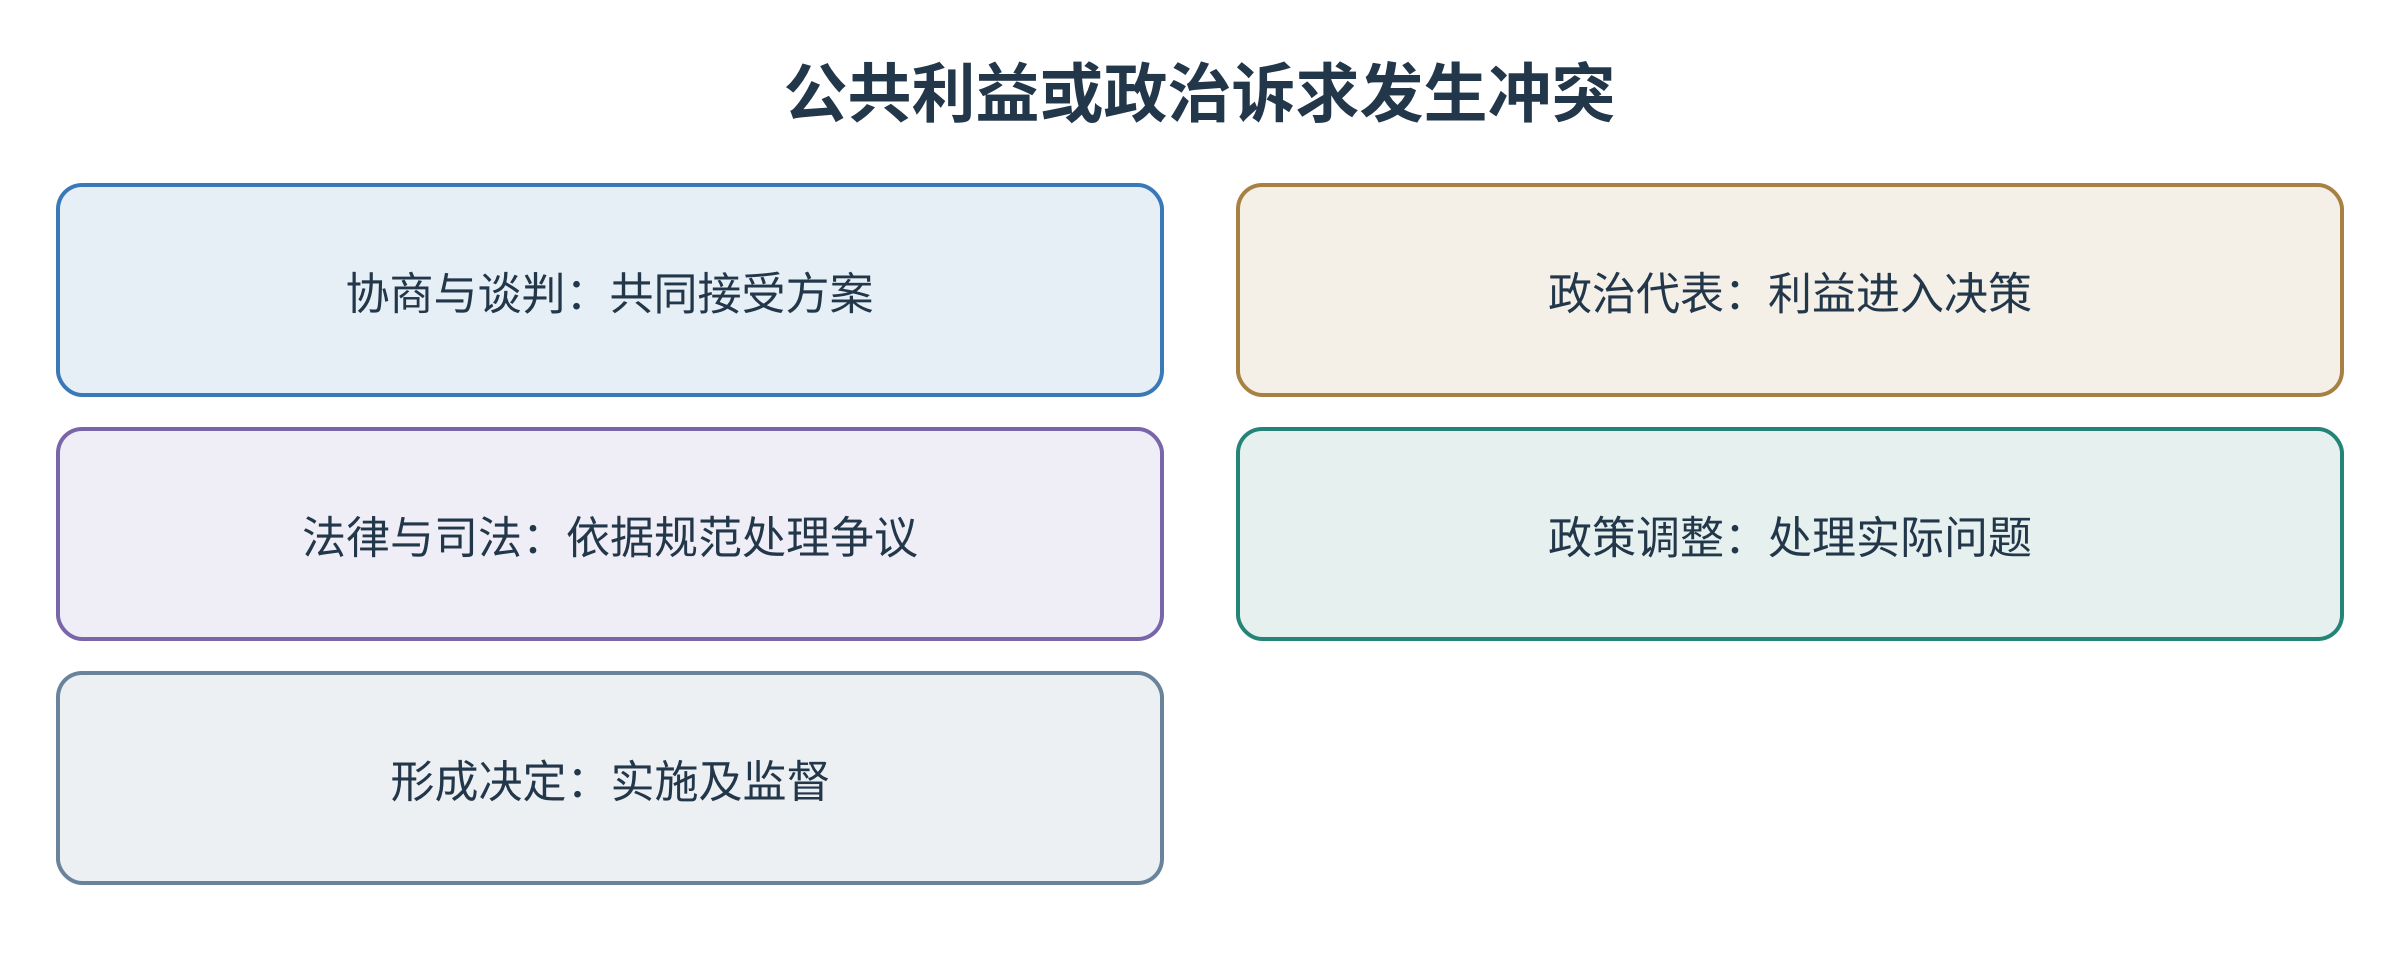 公共利益或政治诉求发生冲突
协商与谈判：共同接受方案
政治代表：利益进入决策
法律与司法：依据规范处理争议
政策调整：处理实际问题
形成决定：实施及监督